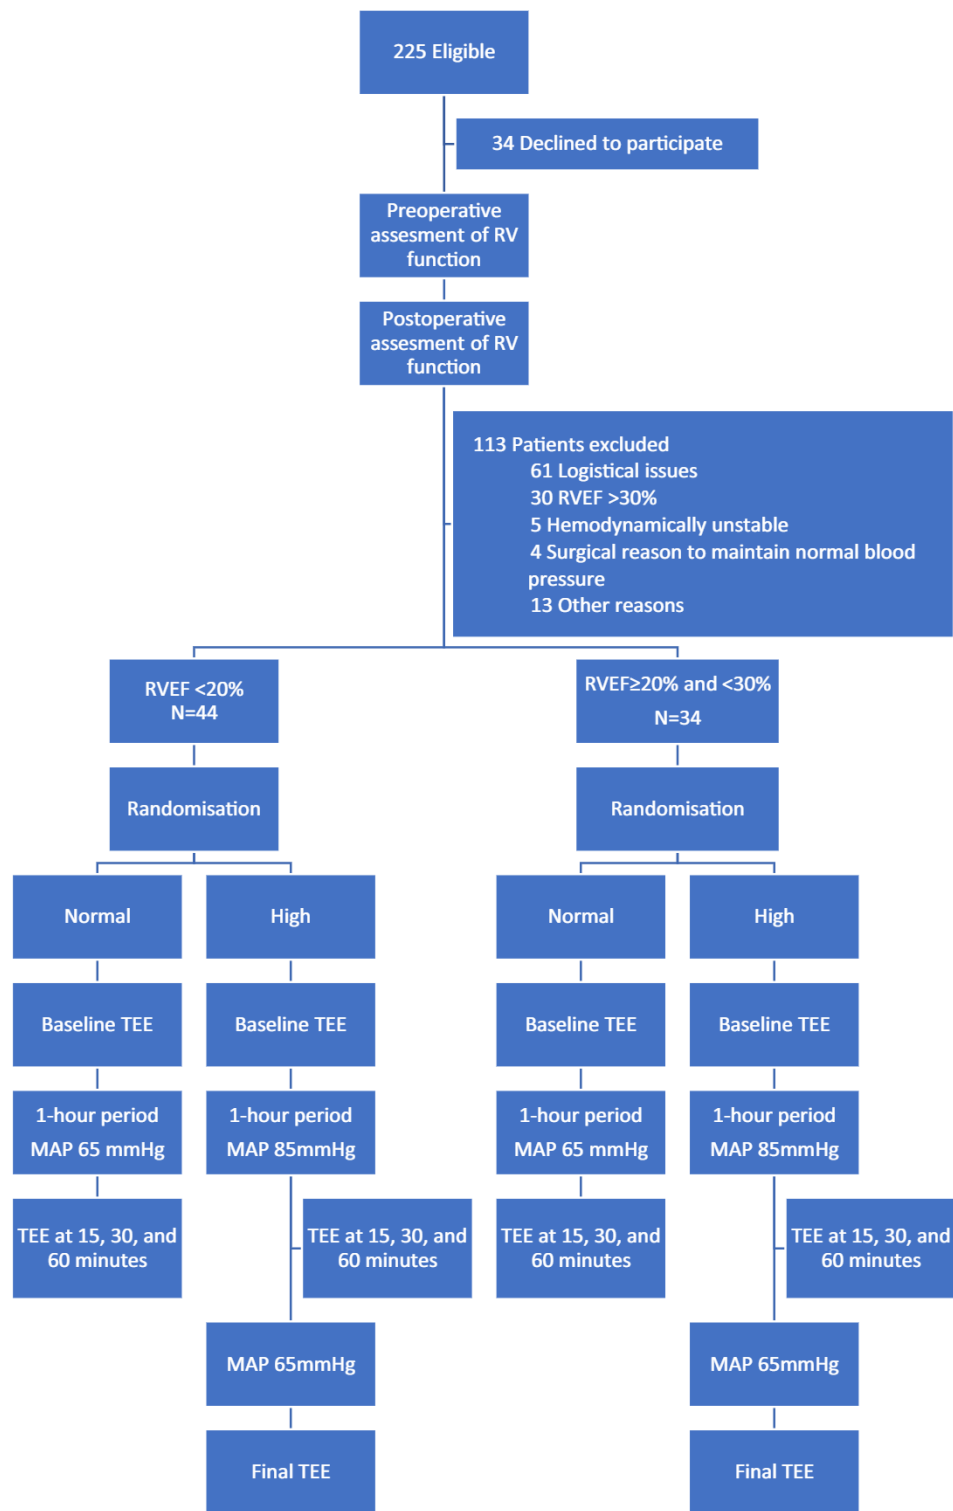 225 Eligible
34 Declined to participate
Preoperative
assesment of RV
function
Postoperative
assesment of RV
function
113 Patients excluded
61 Logistical issues
30 RVEF >30%
5 Hemodynamically unstable
4 Surgical reason to maintain normal blood
pressure
13 Other reasons
RVEF <20%
N=44
RVEF≥20% and <30%
N=34
Randomisation
Randomisation
Normal
High
Normal
High
Baseline TEE
Baseline TEE
Baseline TEE
Baseline TEE
1-hour period
MAP 65 mmHg
1-hour period
MAP 85mmHg
1-hour period
MAP 65 mmHg
1-hour period
MAP 85mmHg
TEE at 15, 30, and
60 minutes
TEE at 15, 30, and
60 minutes
TEE at 15, 30, and
60 minutes
TEE at 15, 30, and
60 minutes
MAP 65mmHg
MAP 65mmHg
Final TEE
Final TEE